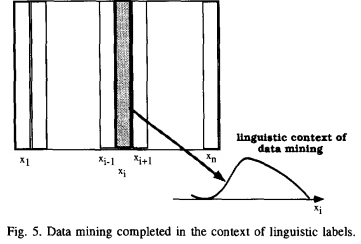 linguistic context of
data mining
x1 xi-1 xi+1 xn
xi
xi
Fig. 5. Data mining completed in the context of linguistic labels.